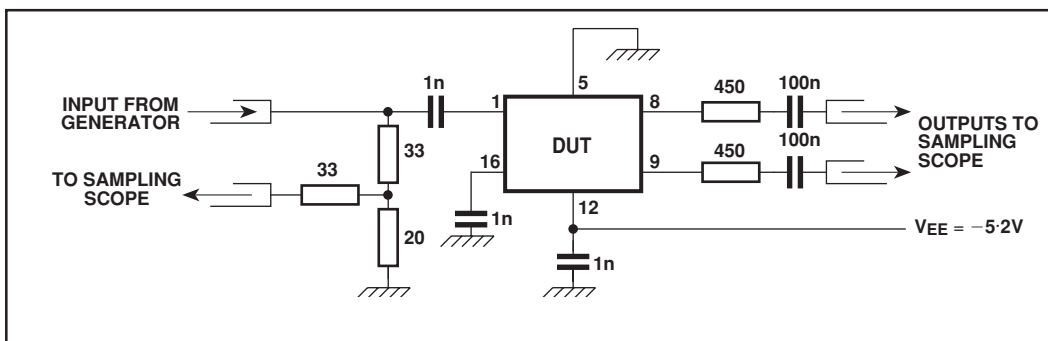 INPUT FROM
GENERATOR
TO SAMPLING
SCOPE
33
33
20
1n
1
16
1n
5
DUT
12
1n
8
9
450
450
100n
100n
OUTPUTS TO
SAMPLING
SCOPE
VEE = −5·2V